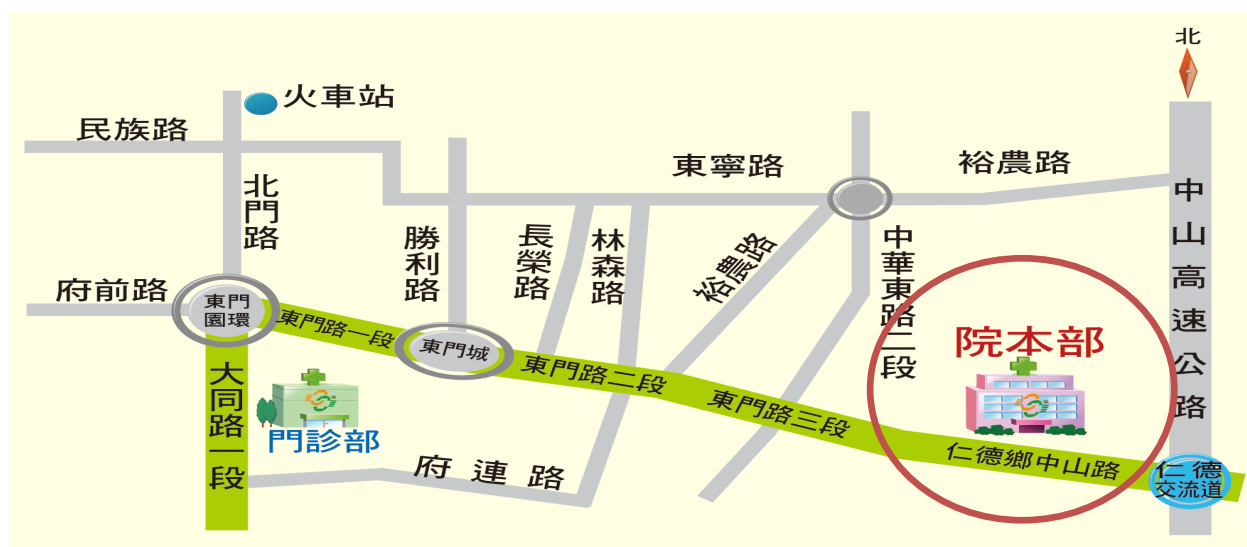 北
火車站
民族路
東寧路
裕農路
北門路
中山高速公路
勝利路
長榮路
林森路
裕農路
中華東路二段
府前路
東門
園環
東門路一段
東門城
院本部
東門路二段
大同路一段
東門路三段
門診部
仁德鄉中山路
府連路
仁德
交流道